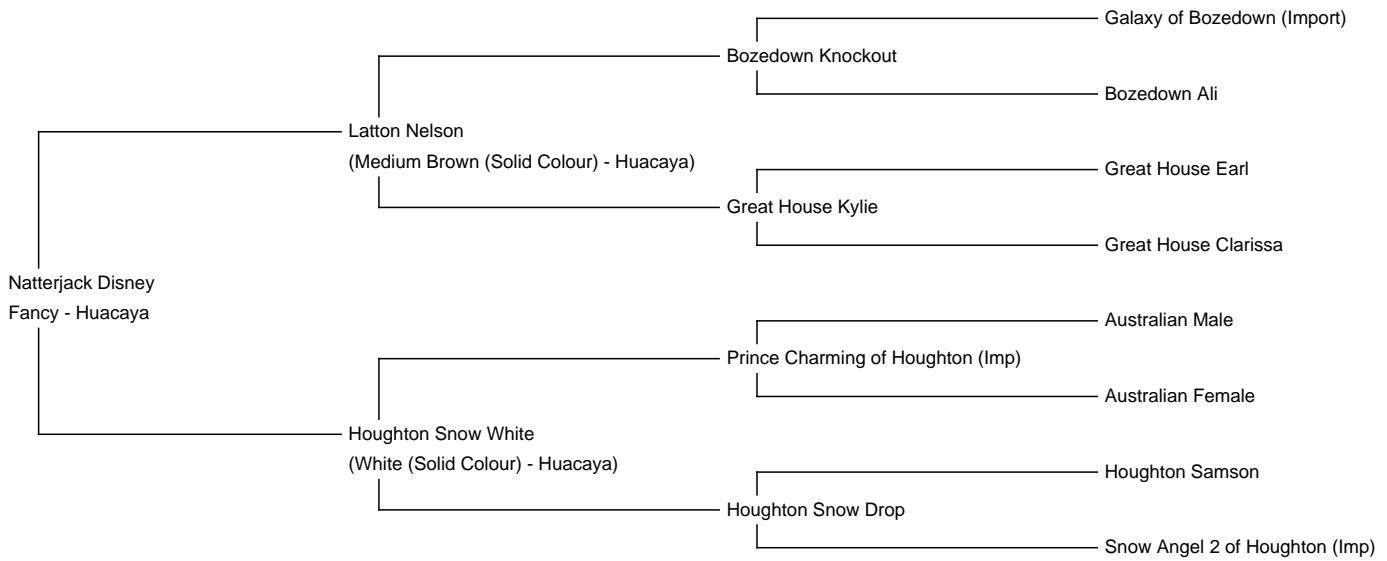 Galaxy of Bozedown (Import)
Bozedown Knockout
Bozedown Ali
Latton Nelson
(Medium Brown (Solid Colour) - Huacaya)
Great House Earl
Great House Kylie
Great House Clarissa
Natterjack Disney
Fancy - Huacaya
Australian Male
Prince Charming of Houghton (Imp)
Australian Female
Houghton Snow White
(White (Solid Colour) - Huacaya)
Houghton Samson
Houghton Snow Drop
Snow Angel 2 of Houghton (Imp)